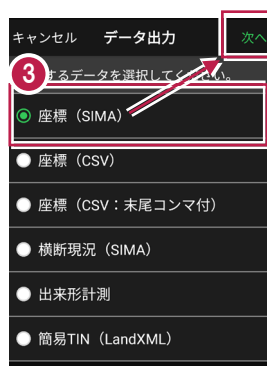 キャンセル データ出力 次へ
3 するデータを選択してください。
座標（SIMA）
座標（CSV）
座標（CSV：末尾コンマ付）
横断現況（SIMA）
出来形計測
簡易TIN（LandXML）